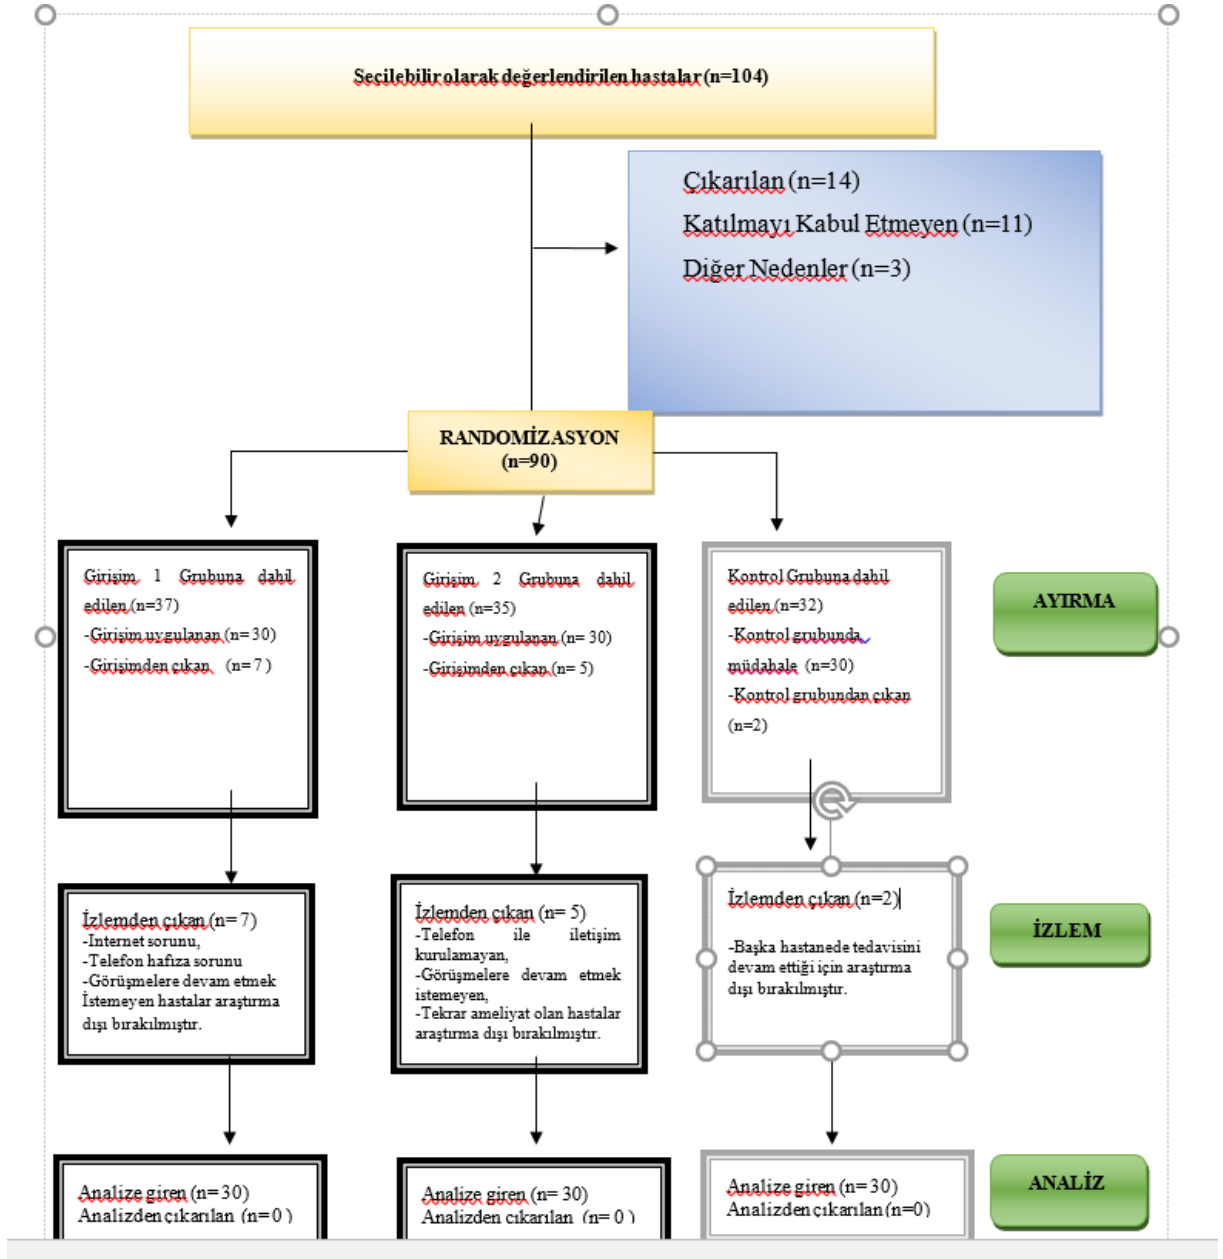 Seçilebilir olarak değerlendirilen hastalar (n=104)
Çıkarılan (n=14)
Katılmayı Kabul Etmeyen (n=11)
Diğer Nedenler (n=3)
RANDOMİZASYON
(n=90)
Girişim 1 Grubuna dahil
edilen (n=37)
-Girişim uygulanan (n= 30)
-Girişimden çıkan (n= 7 )
Girişim 2 Grubuna dahil
edilen (n=35)
-Girişim uygulanan (n= 30)
-Girişimden çıkan (n= 5)
Kontrol Grubuna dahil
edilen (n=32)
-Kontrol grubunda
müdahale (n=30)
-Kontrol grubundan çıkan
(n=2)
AYIRMA
İzlemden çıkan (n= 7)
-Internet sorunu,
-Telefon hafıza sorunu
-Görüşmelere devam etmek
İstemeyen hastalar araştırma
dışı bırakılmıştır.
İzlemden çıkan (n= 5)
-Telefon ile iletişim
kurulamayan,
-Görüşmelere devam etmek
istemeyen,
-Tekrar ameliyat olan hastalar
araştırma dışı bırakılmıştır.
İzlemden çıkan (n=2)
-Başka hastanede tedavisini
devam ettiği için araştırma
dışı bırakılmıştır.
İZLEM
Analize giren (n= 30)
Analizden çıkarılan (n= 0 )
Analize giren (n= 30)
Analizden çıkarılan (n= 0 )
Analize giren (n= 30)
Analizden çıkarılan (n=0)
ANALİZ